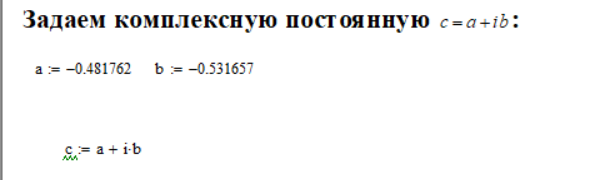 Задаем комплексную постоянную c=a+ib:
a := −0.481762 b := −0.531657
c := a + i·b